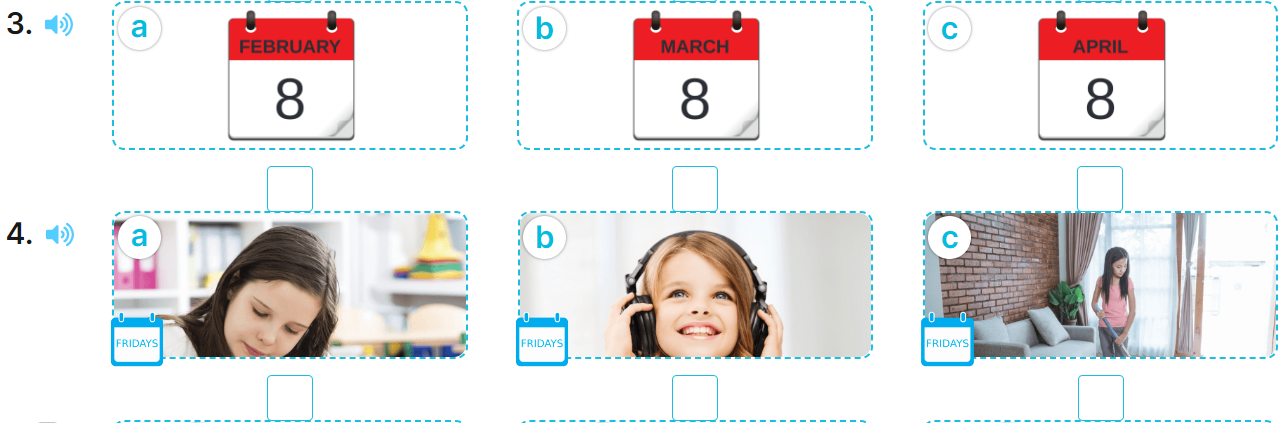 3.
a
FEBRUARY
8
b
MARCH
8
c
APRIL
8
4.
a
FRIDAYS
b
FRIDAYS
c
FRIDAYS